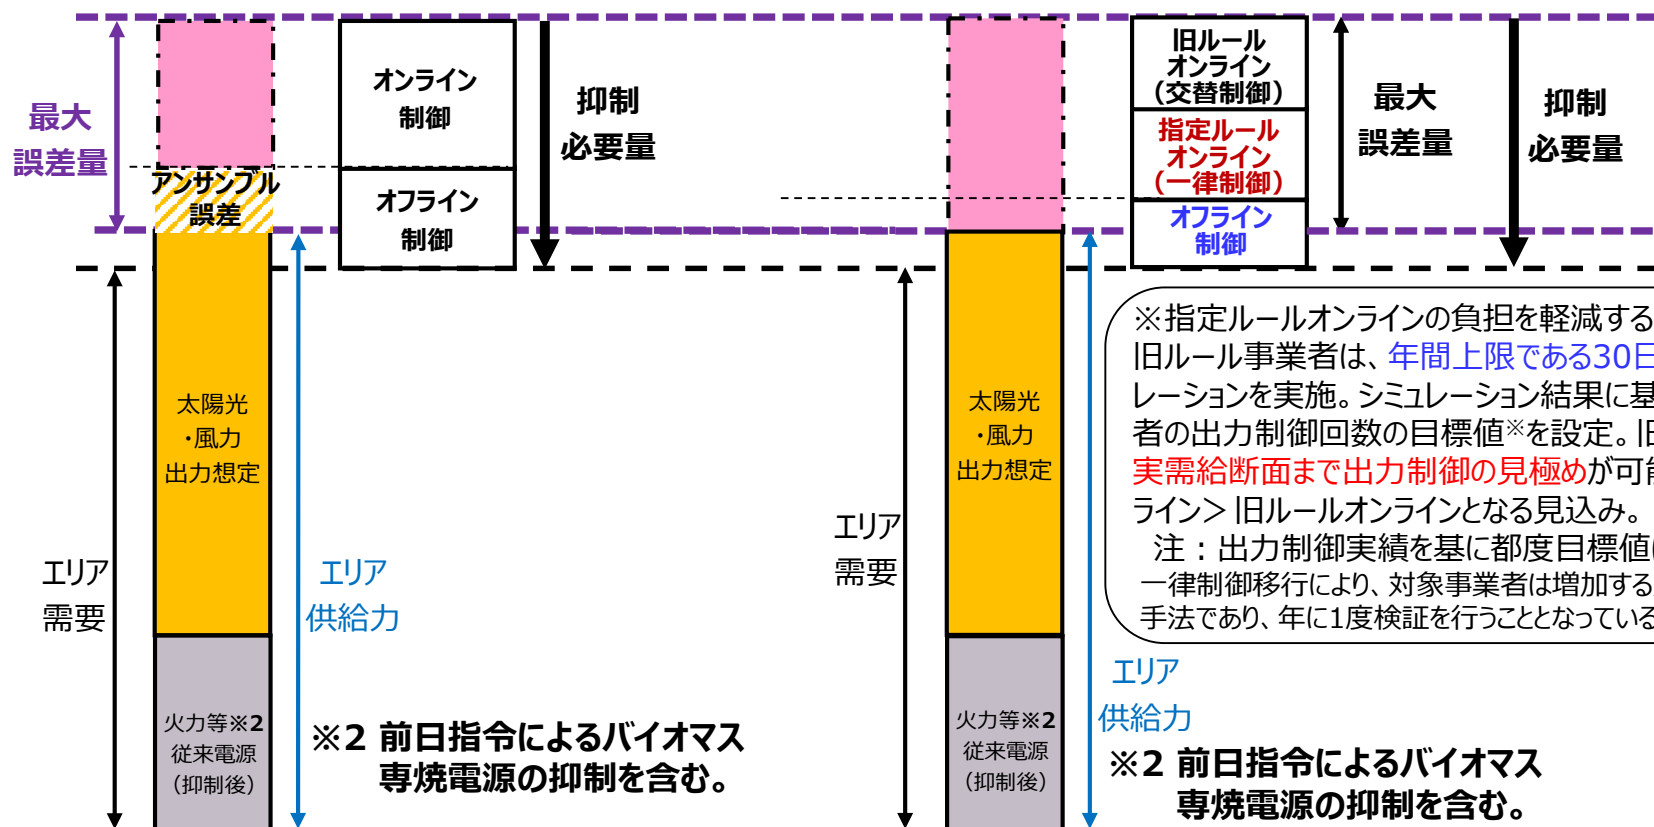 最大
誤差量
アンサンブル
誤差
オンライン
制御
オフライン
制御
抑制
必要量
太陽光
・風力
出力想定
エリア
需要
エリア
供給力
火力等※2
従来電源
（抑制後）
※2 前日指令によるバイオマス
専焼電源の抑制を含む。
旧ルール
オンライン
（交替制御）
指定ルール
オンライン
（一律制御）
オフライン
制御
最大
誤差量
抑制
必要量
太陽光
・風力
出力想定
エリア
需要
エリア
供給力
火力等※2
従来電源
（抑制後）
※指定ルールオンラインの負担を軽減する
旧ルール事業者は、年間上限である30日
レーションを実施。シミュレーション結果に基
者の出力制御回数の目標値※を設定。旧
実需給断面まで出力制御の見極めが可能
ライン＞旧ルールオンラインとなる見込み。
注：出力制御実績を基に都度目標値
一律制御移行により、対象事業者は増加する
手法であり、年に1度検証を行うこととなっている
※2 前日指令によるバイオマス
専焼電源の抑制を含む。